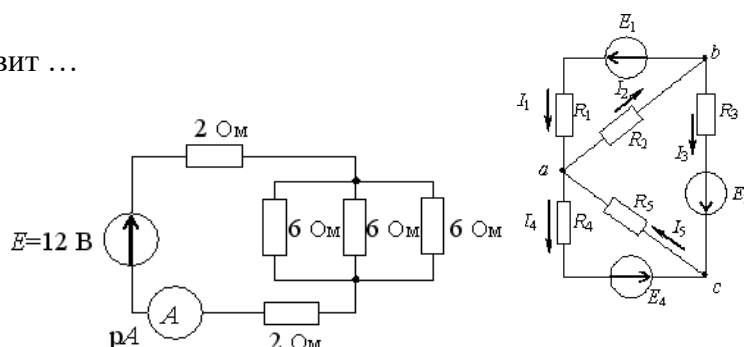 вит …
2 Ом
E=12 В
6 Ом 6 Ом 6 Ом
A
pA
2 Ом
E₁
b
I₁
R₁
I₂
R₂
R₃
I₃
a
E
R₅
I₅
I₄
R₄
E₄
c